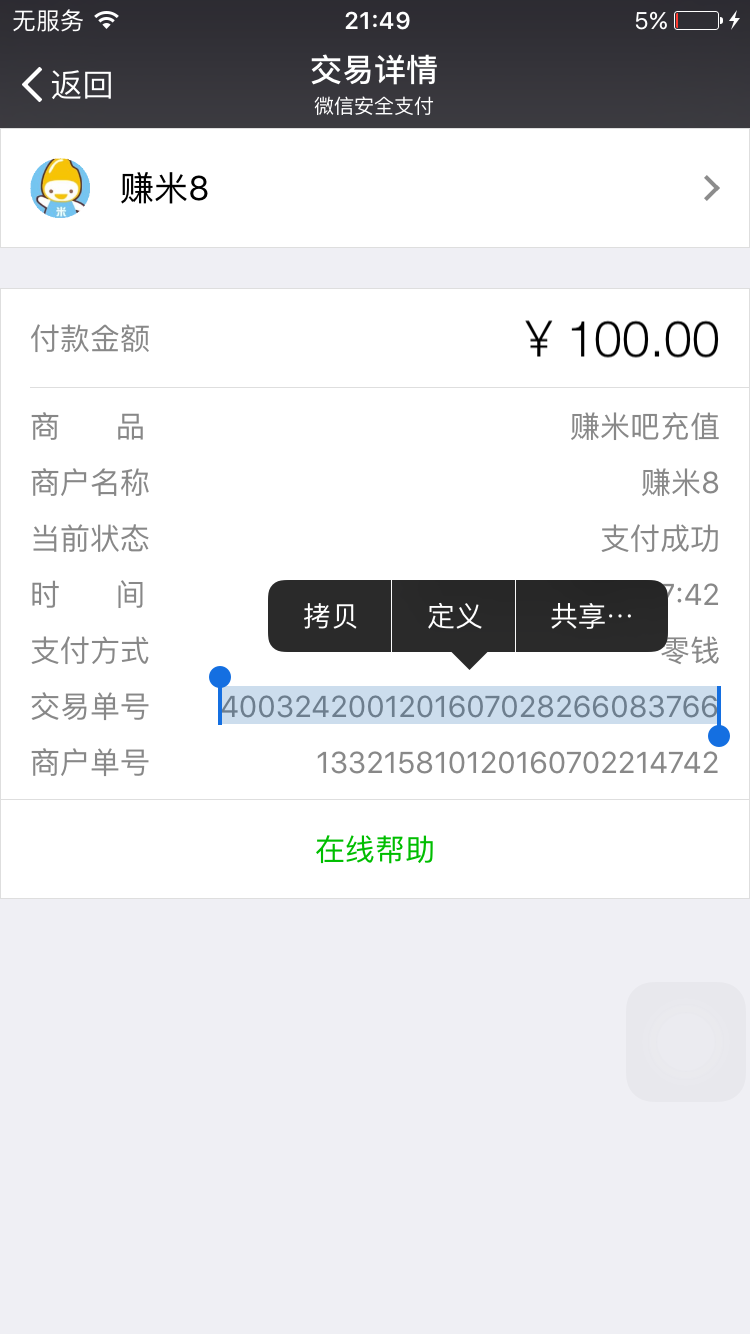 无服务 21:49 5%
返回 交易详情
微信安全支付
米
赚米8
付款金额 ¥ 100.00
商 品 赚米吧充值
商户名称 赚米8
当前状态 支付成功
时 间 7:42
拷贝 定义 共享…
支付方式 零钱
交易单号 4003242001201607028266083766
商户单号 133215810120160702214742
在线帮助